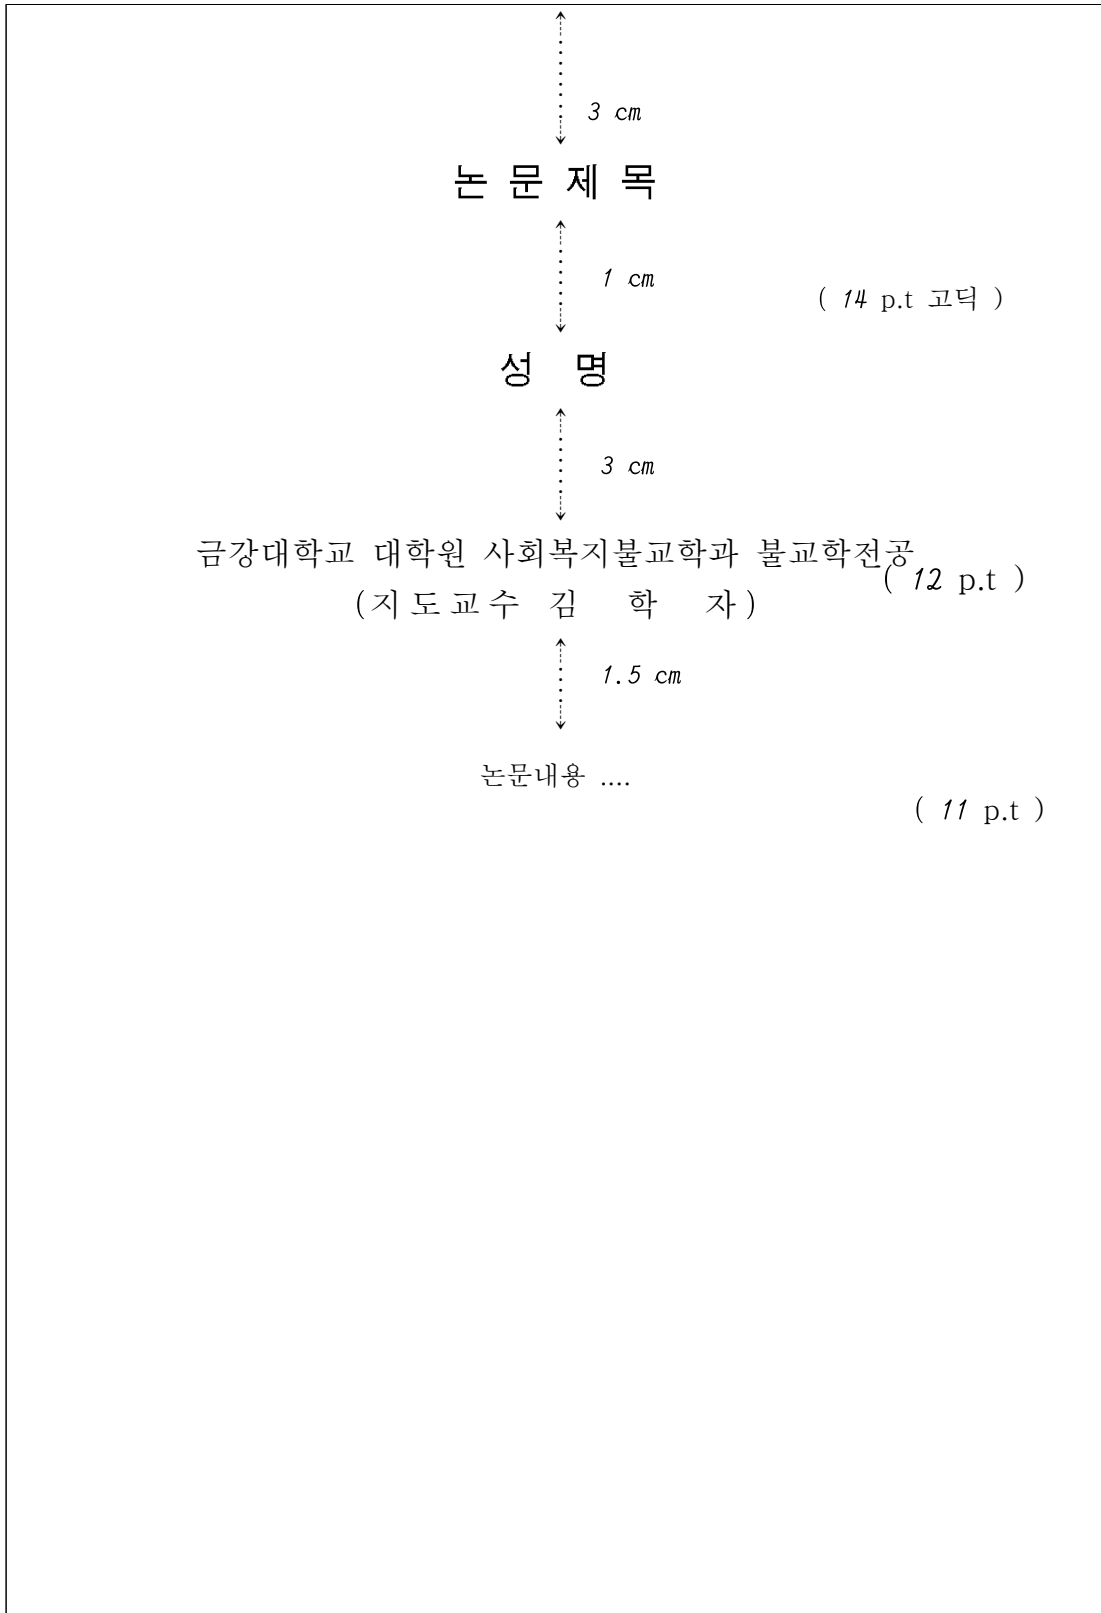 3 cm
논 문 제 목
1 cm
( 14 p.t 고딕 )
성 명
3 cm
금강대학교 대학원 사회복지불교학과 불교학전공
( 12 p.t )
(지도교수 김 학 자)
1.5 cm
논문내용 ....
( 11 p.t )